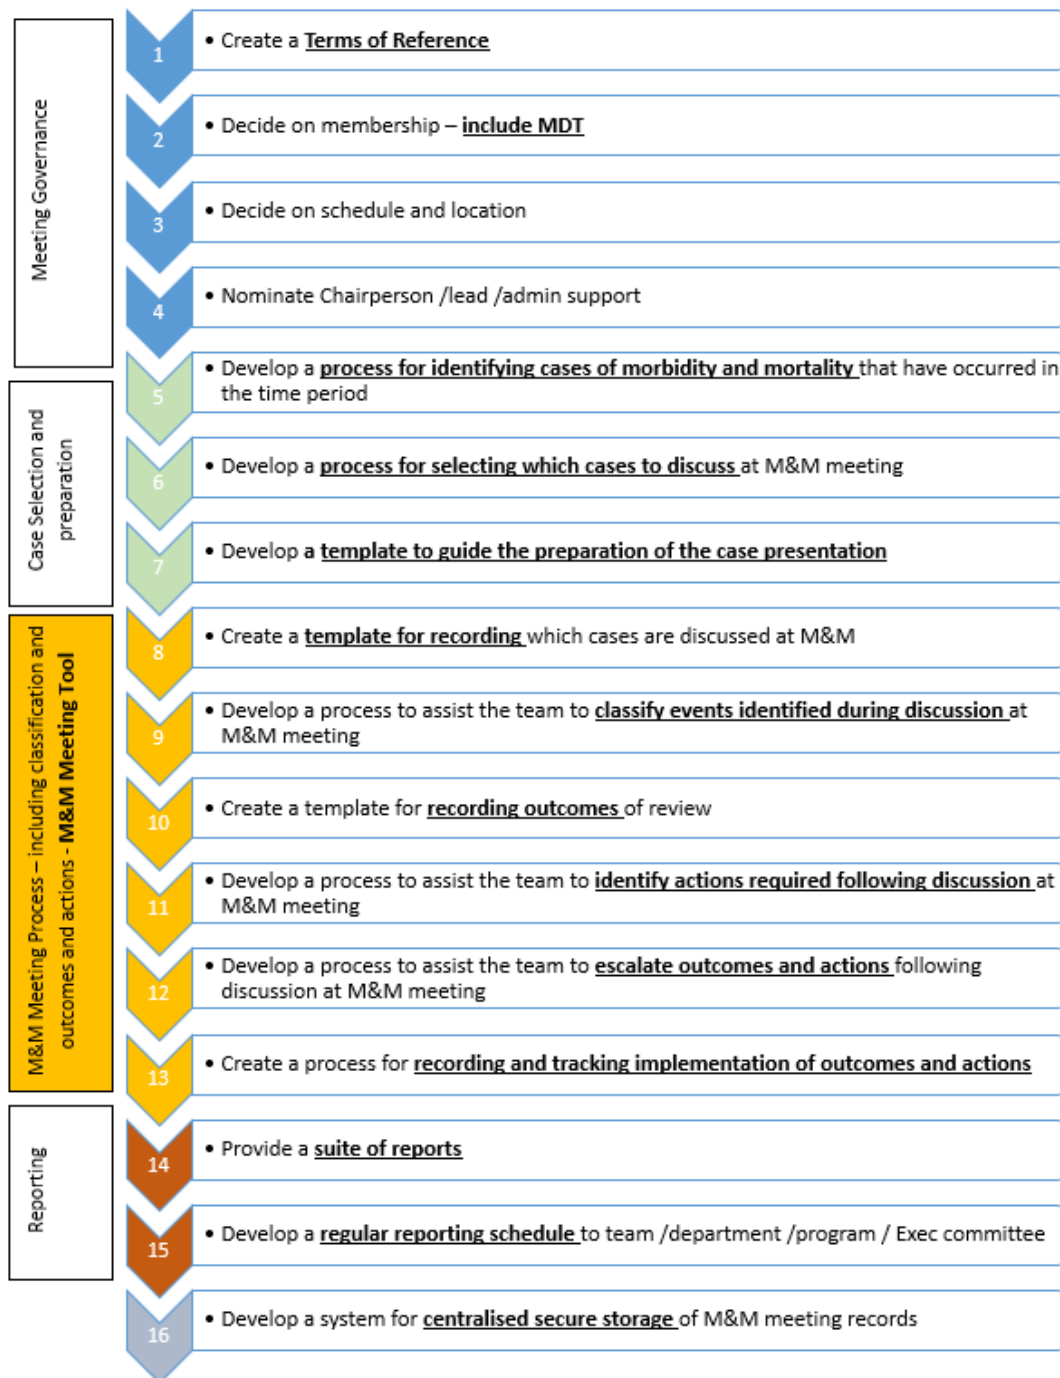 Meeting Governance
1
• Create a Terms of Reference
2
• Decide on membership – include MDT
3
• Decide on schedule and location
4
• Nominate Chairperson /lead /admin support
Case Selection and
preparation
5
• Develop a process for identifying cases of morbidity and mortality that have occurred in
the time period
6
• Develop a process for selecting which cases to discuss at M&M meeting
7
• Develop a template to guide the preparation of the case presentation
M&M Meeting Process – including classification and
outcomes and actions - M&M Meeting Tool
8
• Create a template for recording which cases are discussed at M&M
9
• Develop a process to assist the team to classify events identified during discussion at
M&M meeting
10
• Create a template for recording outcomes of review
11
• Develop a process to assist the team to identify actions required following discussion at
M&M meeting
12
• Develop a process to assist the team to escalate outcomes and actions following
discussion at M&M meeting
13
• Create a process for recording and tracking implementation of outcomes and actions
Reporting
14
• Provide a suite of reports
15
• Develop a regular reporting schedule to team /department /program / Exec committee
16
• Develop a system for centralised secure storage of M&M meeting records